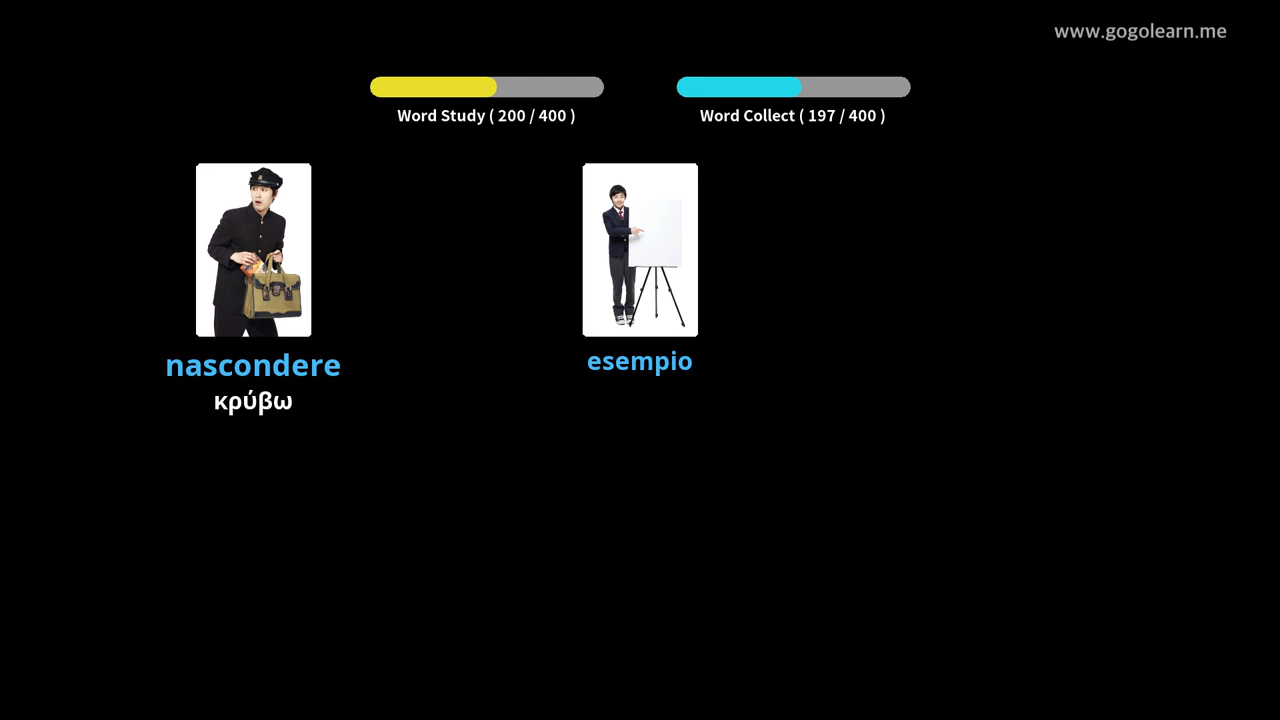 www.gogolearn.me
Word Study ( 200 / 400 )
Word Collect ( 197 / 400 )
nascondere
κρύβω
esempio